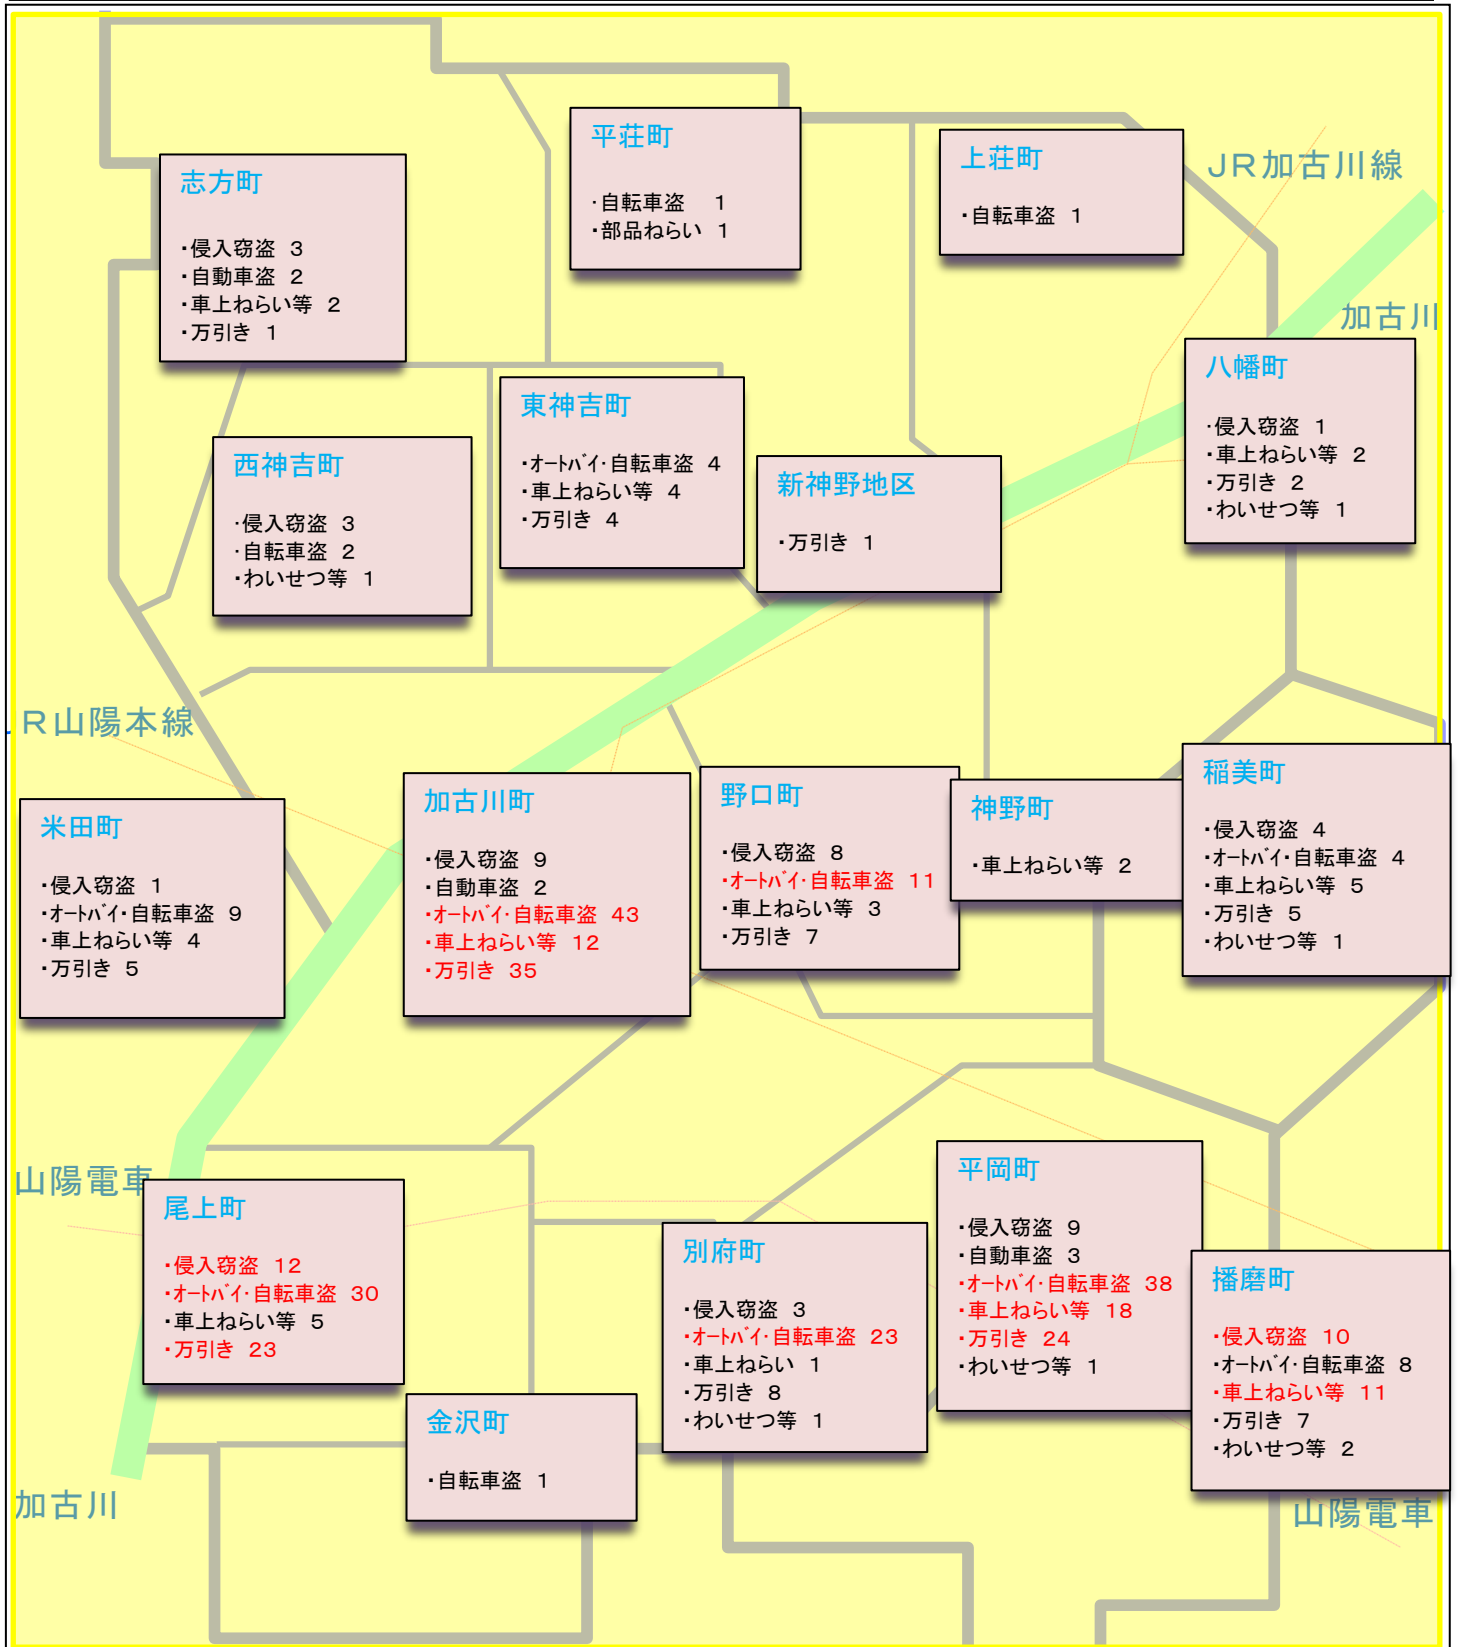 平荘町
・自転車盗　1
・部品ねらい　1
上荘町
・自転車盗　1
JR加古川線
志方町
・侵入窃盗　3
・自動車盗　2
・車上ねらい等　2
・万引き　1
加古川
八幡町
・侵入窃盗　1
・車上ねらい等　2
・万引き　2
・わいせつ等　1
東神吉町
・オートバイ・自転車盗　4
・車上ねらい等　4
・万引き　4
西神吉町
・侵入窃盗　3
・自転車盗　2
・わいせつ等　1
新神野地区
・万引き　1
JR山陽本線
米田町
・侵入窃盗　1
・オートバイ・自転車盗　9
・車上ねらい等　4
・万引き　5
加古川町
・侵入窃盗　9
・自動車盗　2
・オートバイ・自転車盗　43
・車上ねらい等　12
・万引き　35
野口町
・侵入窃盗　8
・オートバイ・自転車盗　11
・車上ねらい等　3
・万引き　7
神野町
・車上ねらい等　2
稲美町
・侵入窃盗　4
・オートバイ・自転車盗　4
・車上ねらい等　5
・万引き　5
・わいせつ等　1
山陽電車
尾上町
・侵入窃盗　12
・オートバイ・自転車盗　30
・車上ねらい等　5
・万引き　23
別府町
・侵入窃盗　3
・オートバイ・自転車盗　23
・車上ねらい　1
・万引き　8
・わいせつ等　1
平岡町
・侵入窃盗　9
・自動車盗　3
・オートバイ・自転車盗　38
・車上ねらい等　18
・万引き　24
・わいせつ等　1
播磨町
・侵入窃盗　10
・オートバイ・自転車盗　8
・車上ねらい等　11
・万引き　7
・わいせつ等　2
金沢町
・自転車盗　1
加古川
山陽電車